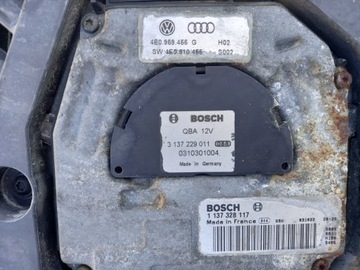 4E0.959.455 G H02
SW 4E0.910.455 S002
BOSCH
QBA 12V
3 137 229 011
0310301004
Made in Germany
BOSCH
1 137 328 117
Made in France